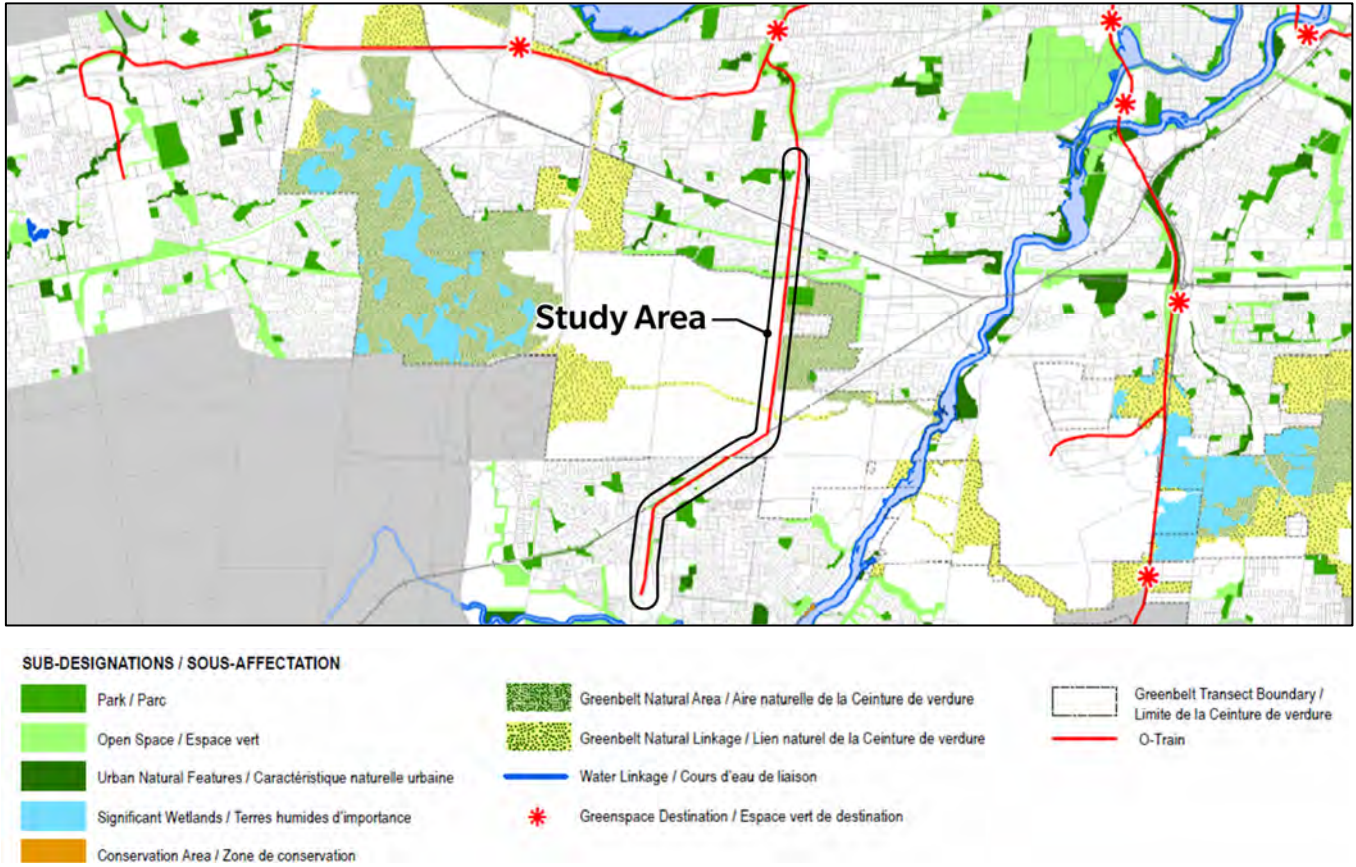 Study Area
SUB-DESIGNATIONS / SOUS-AFFECTATION
Park / Parc
Open Space / Espace vert
Urban Natural Features / Caractéristique naturelle urbaine
Significant Wetlands / Terres humides d'importance
Conservation Area / Zone de conservation
Greenbelt Natural Area / Aire naturelle de la Ceinture de verdure
Greenbelt Natural Linkage / Lien naturel de la Ceinture de verdure
Water Linkage / Cours d'eau de liaison
Greenspace Destination / Espace vert de destination
Greenbelt Transect Boundary /
Limite de la Ceinture de verdure
O-Train